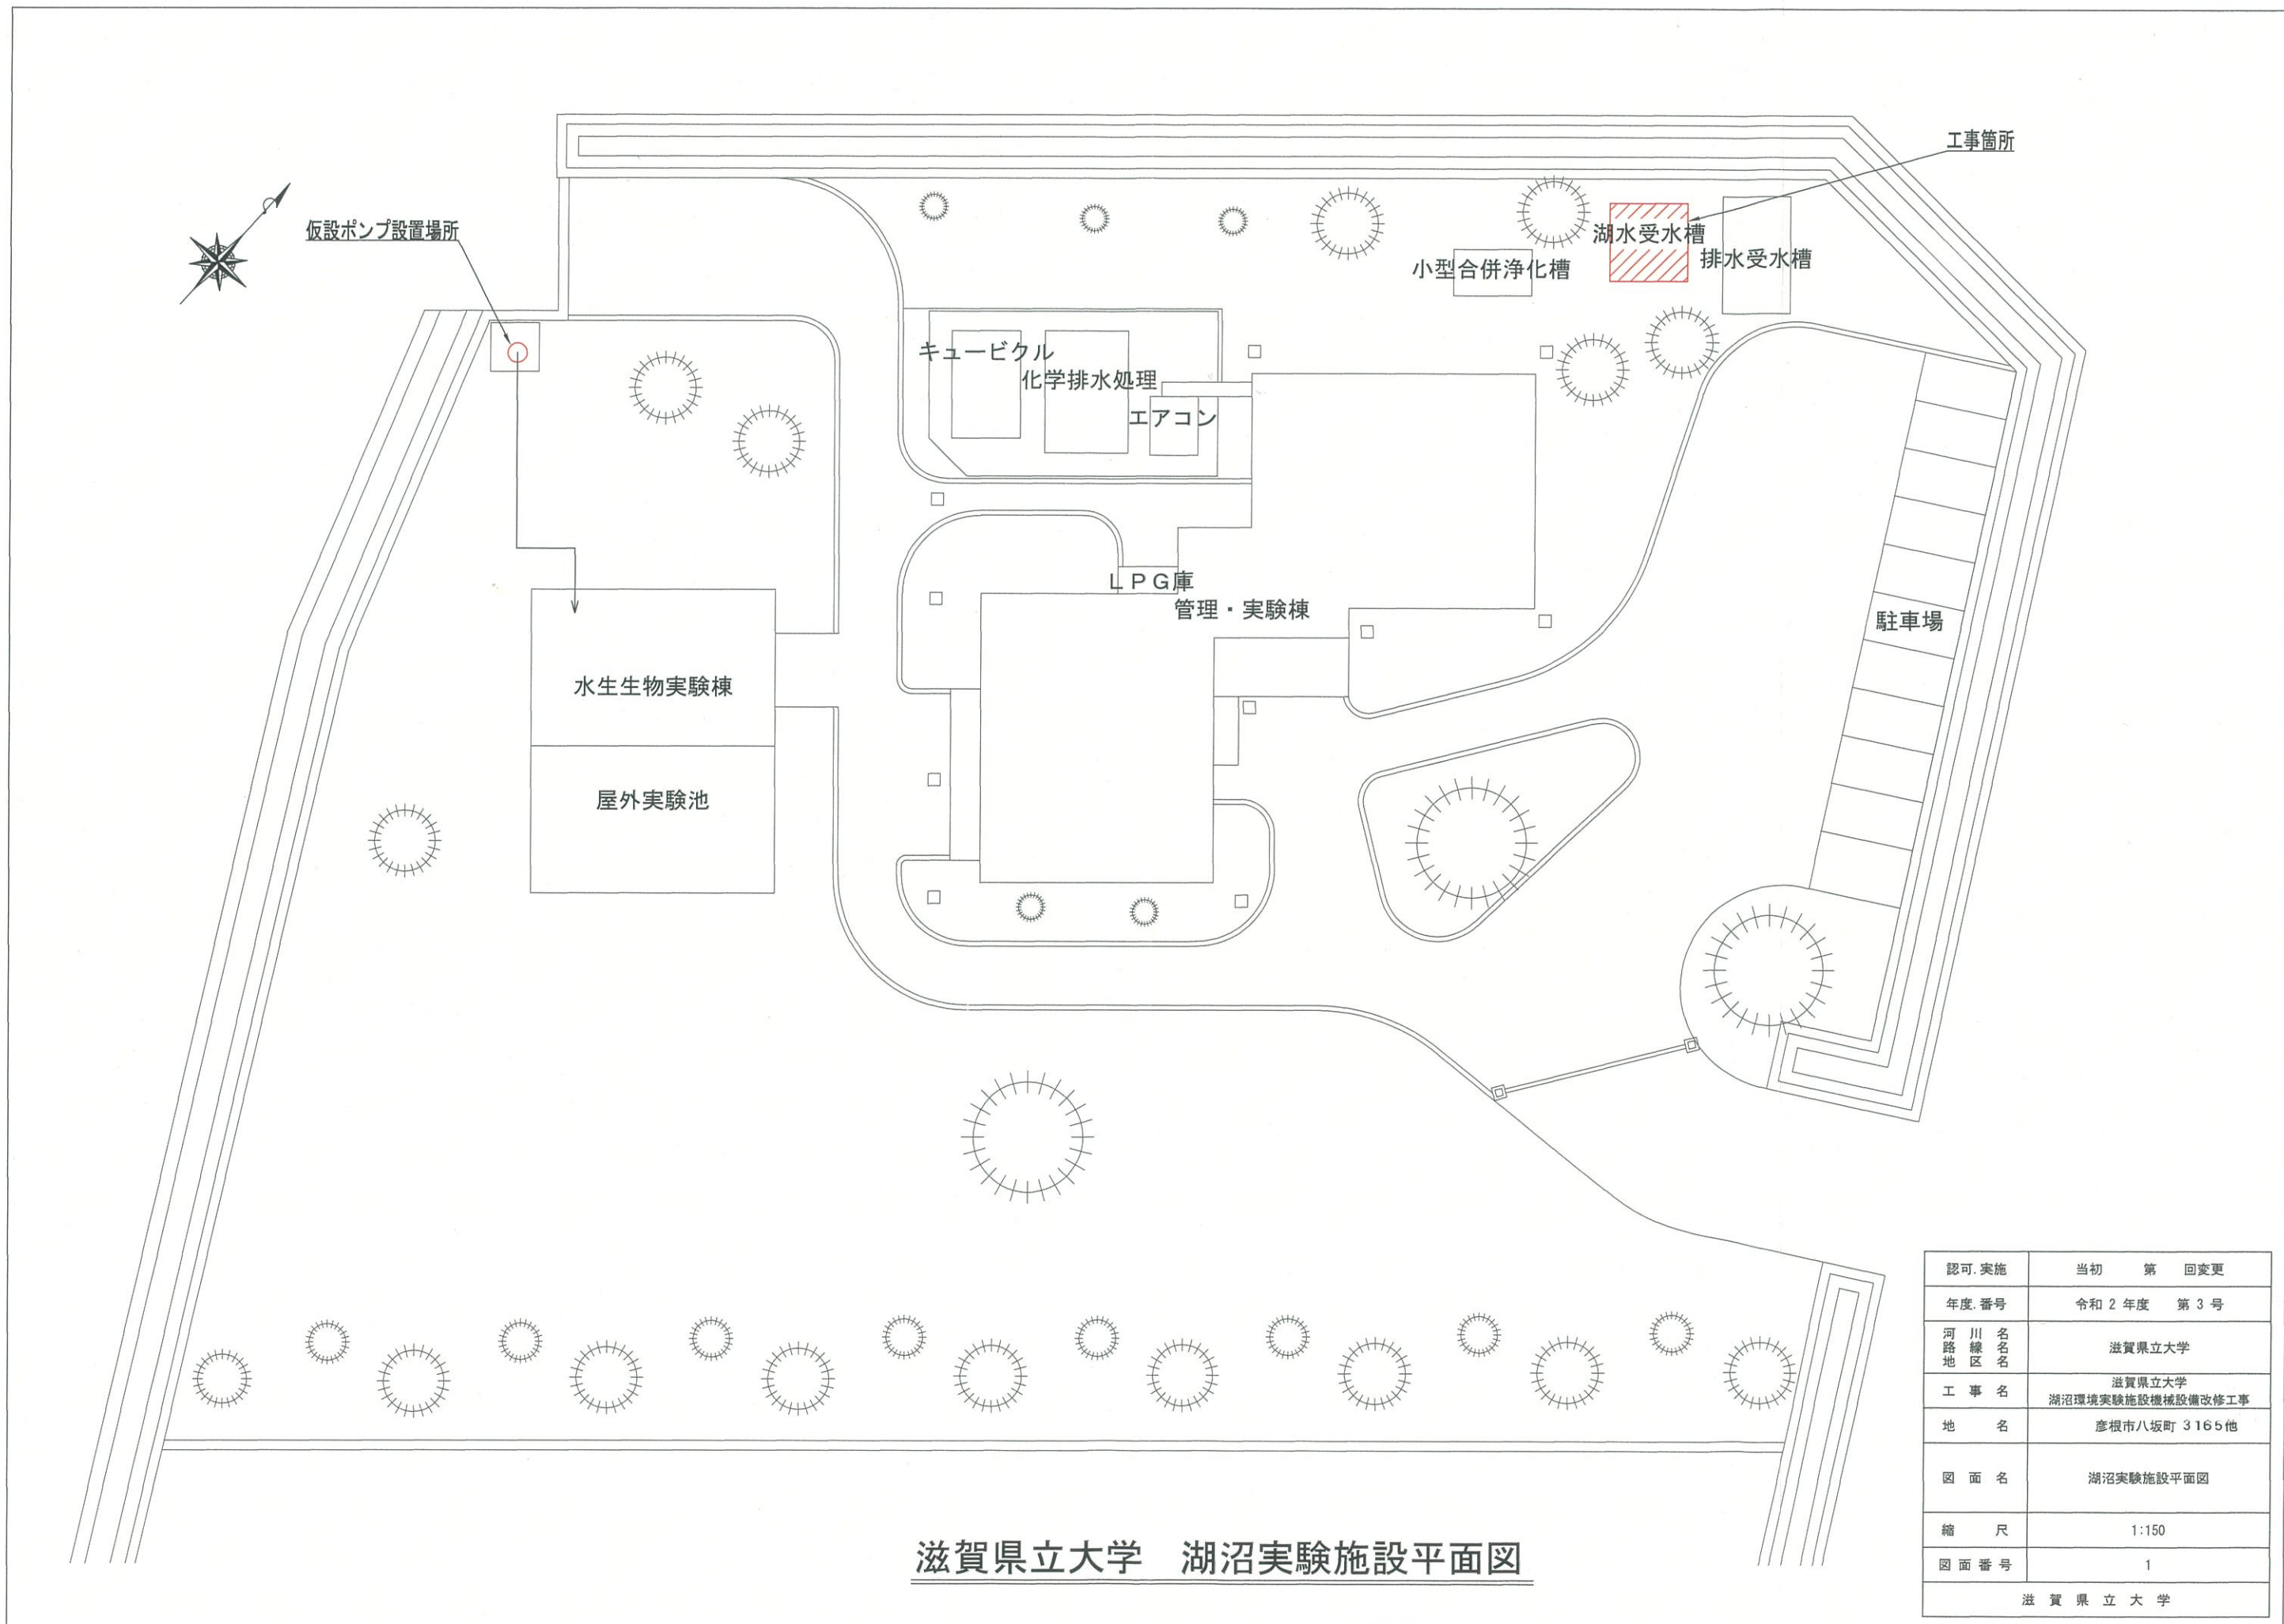 工事箇所
仮設ポンプ設置場所
湖水受水槽
排水受水槽
小型合併浄化槽
キュービクル
化学排水処理
エアコン
ＬＰＧ庫
管理・実験棟
駐車場
水生生物実験棟
屋外実験池
滋賀県立大学　湖沼実験施設平面図
認可.実施　当初　第　回変更
年度.番号　令和 2 年度　第 3 号
河川名
路線名　滋賀県立大学
地区名
工事名　滋賀県立大学
湖沼環境実験施設機械設備改修工事
地名　彦根市八坂町 3165他
図面名　湖沼実験施設平面図
縮尺　1:150
図面番号　1
滋賀県立大学